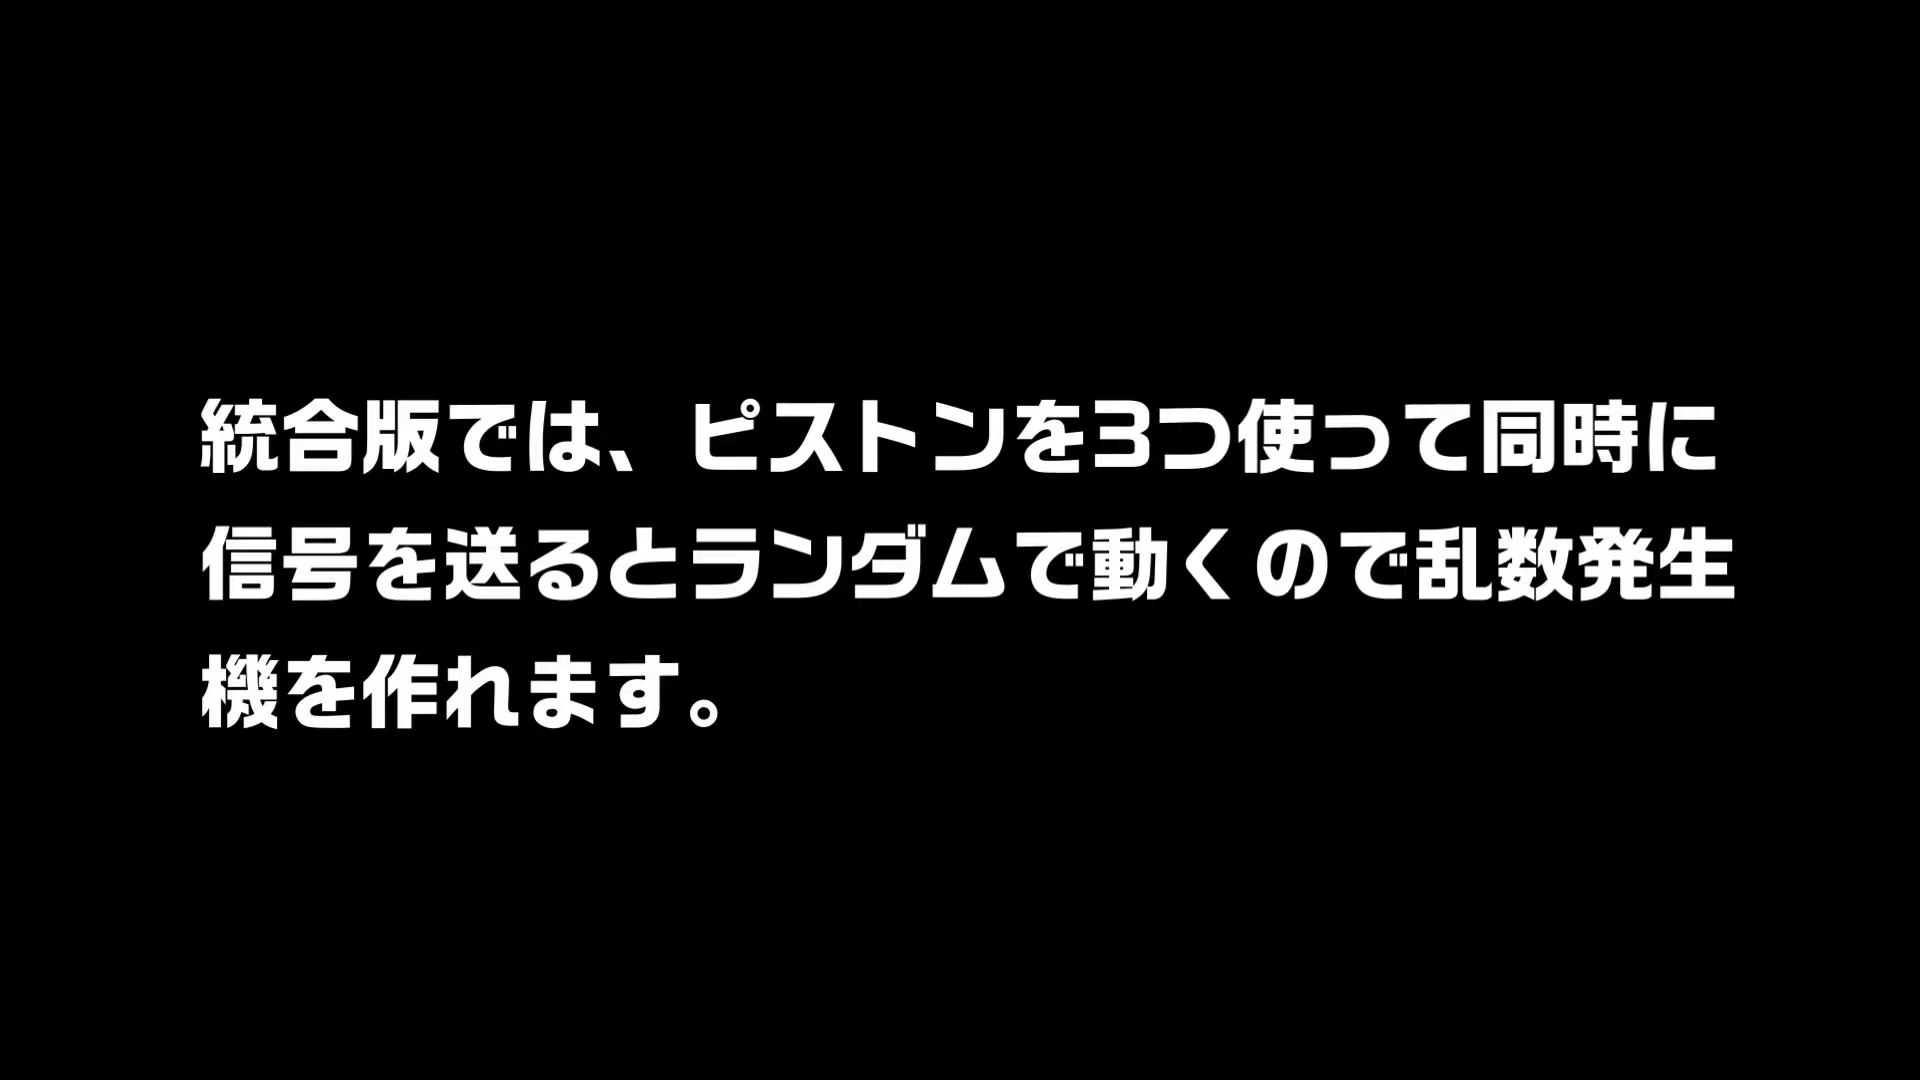 統合版では、ピストンを3つ使って同時に
信号を送るとランダムで動くので乱数発生
機を作れます。